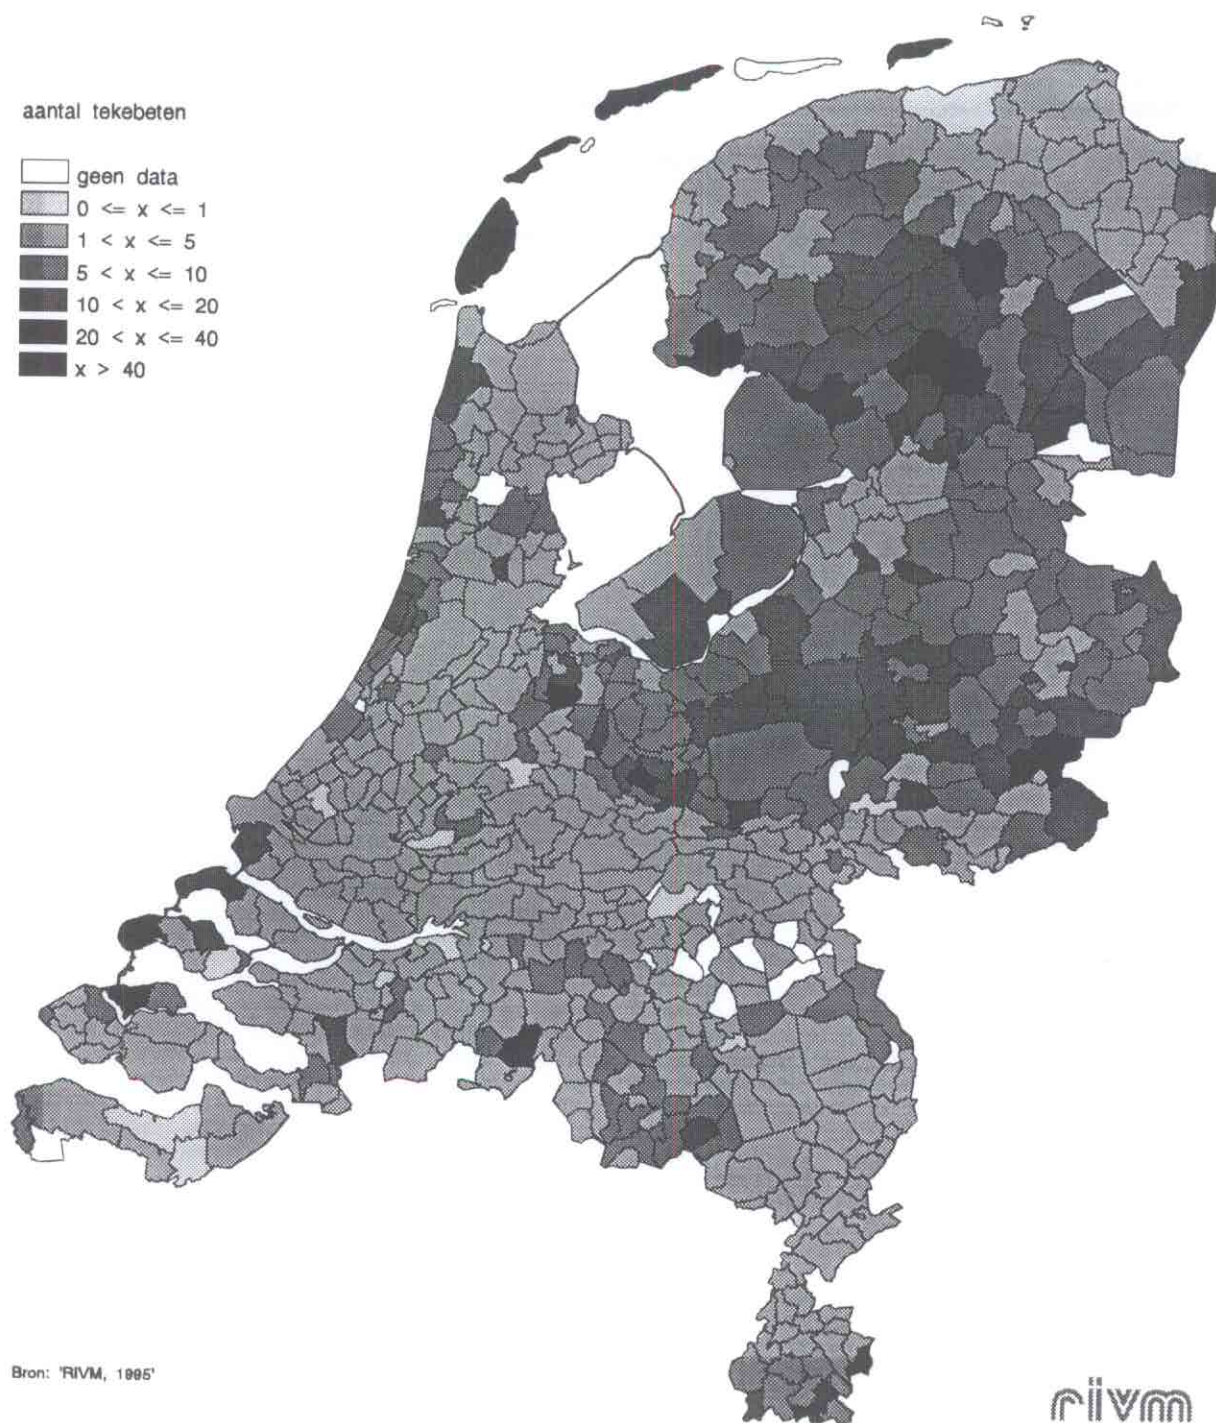 aantal tekebeten
geen data
0 <= x <= 1
1 < x <= 5
5 < x <= 10
10 < x <= 20
20 < x <= 40
x > 40
Bron: 'RIVM, 1995'
rivm